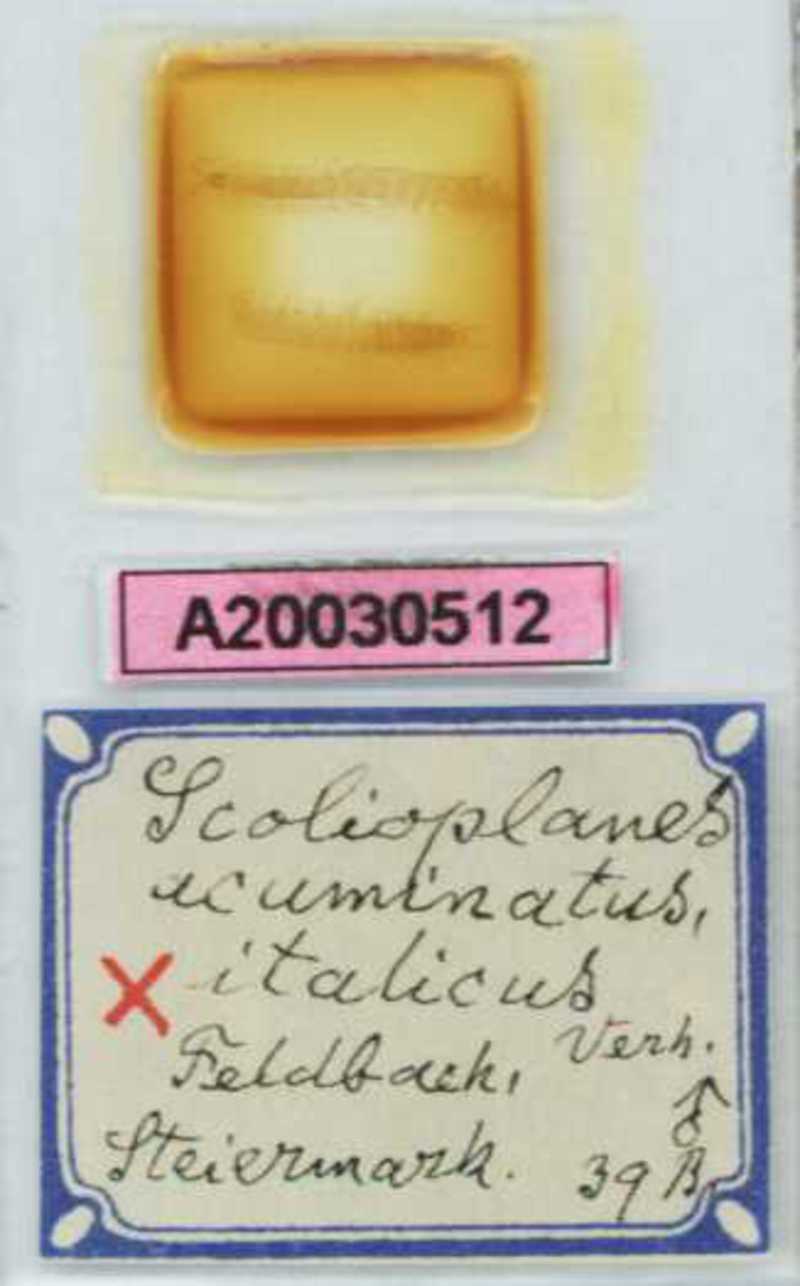 A20030512
Scolioplanes
acuminatus,
X italicus
Verh.
Feldbach,
♂
Steiermark. 39 B.